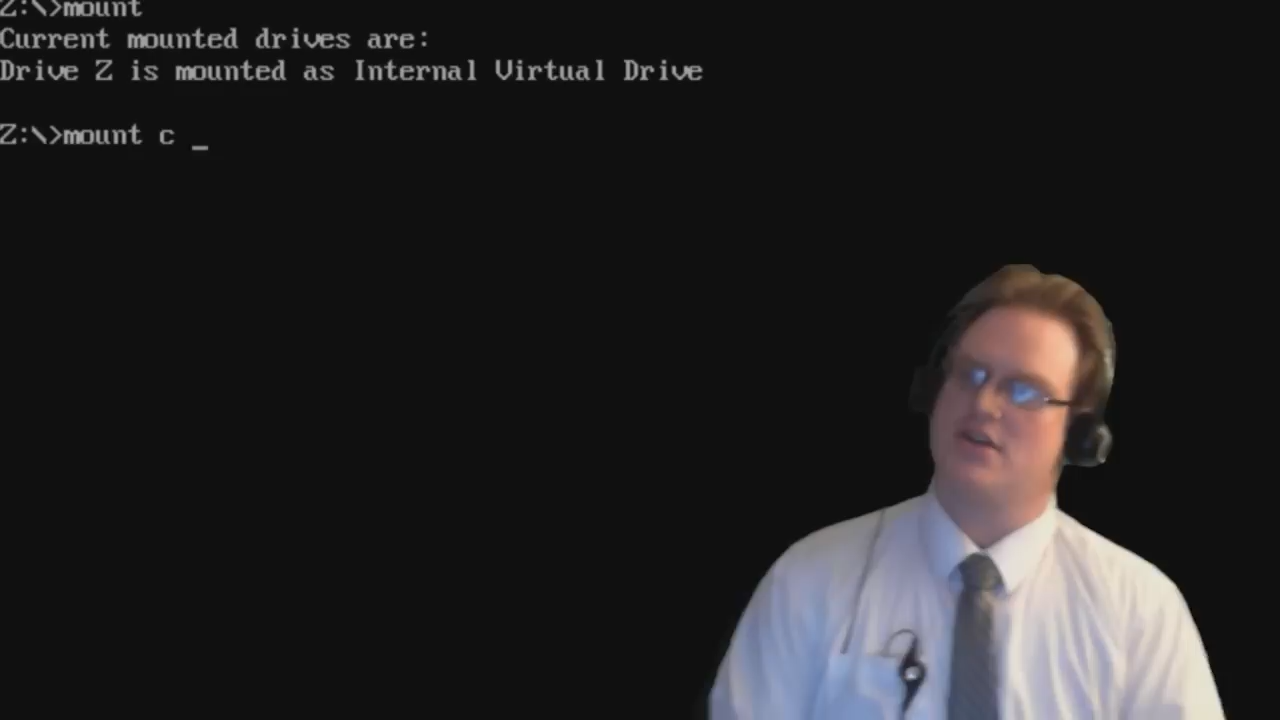 Z:\>mount
Current mounted drives are:
Drive Z is mounted as Internal Virtual Drive
Z:\>mount c _